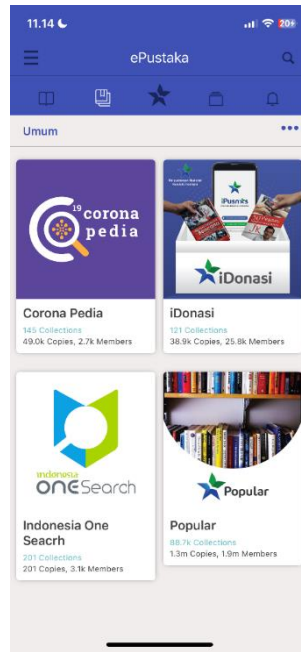 11.14
20+
ePustaka
Umum
19
corona
pedia
iPusnas
iDonasi
Corona Pedia
145 Collections
49.0k Copies, 2.7k Members
iDonasi
121 Collections
38.9k Copies, 25.8k Members
indonesia
onesearch
Popular
Indonesia One
Seacrh
201 Collections
201 Copies, 3.1k Members
Popular
88.7k Collections
1.3m Copies, 1.9m Members